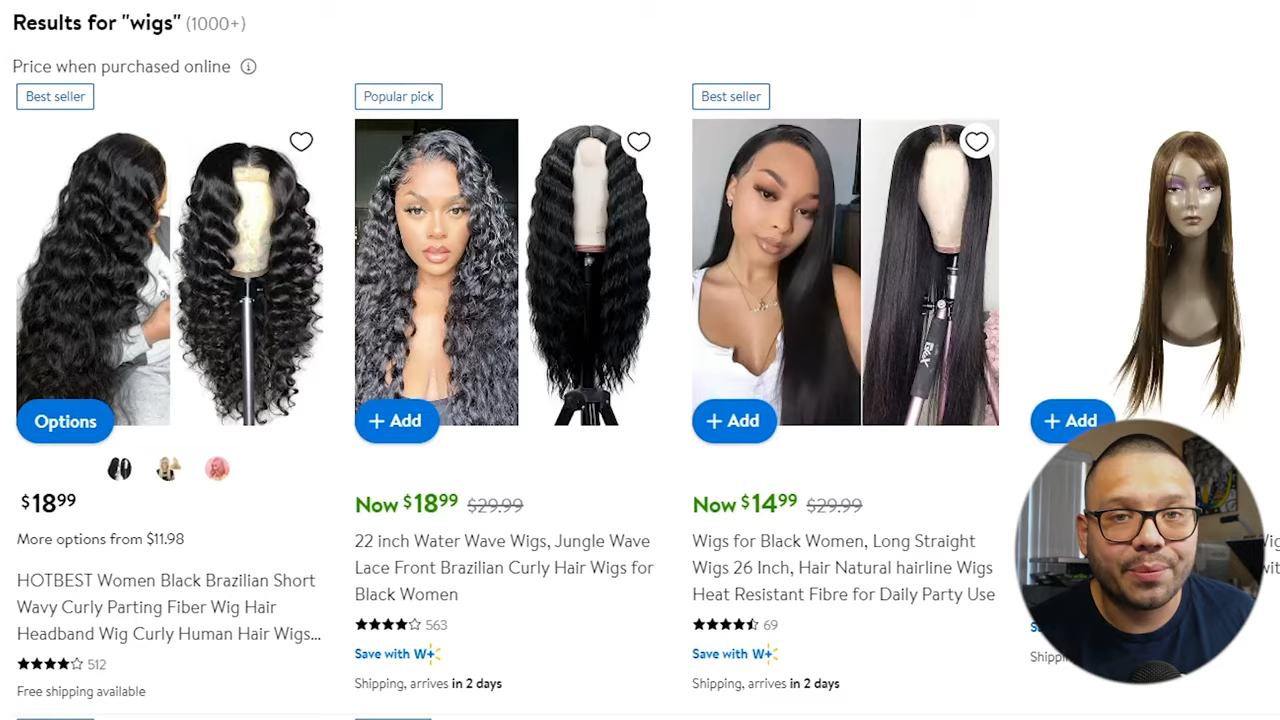 Results for "wigs" (1000+)
Price when purchased online
Best seller
Options
$18.99
More options from $11.98
HOTBEST Women Black Brazilian Short
Wavy Curly Parting Fiber Wig Hair
Headband Wig Curly Human Hair Wigs...
512
Free shipping available
Popular pick
+ Add
Now $18.99 $29.99
22 inch Water Wave Wigs, Jungle Wave
Lace Front Brazilian Curly Hair Wigs for
Black Women
563
Save with W+
Shipping, arrives in 2 days
Best seller
+ Add
Now $14.99 $29.99
Wigs for Black Women, Long Straight
Wigs 26 Inch, Hair Natural hairline Wigs
Heat Resistant Fibre for Daily Party Use
69
Save with W+
Shipping, arrives in 2 days
+ Add